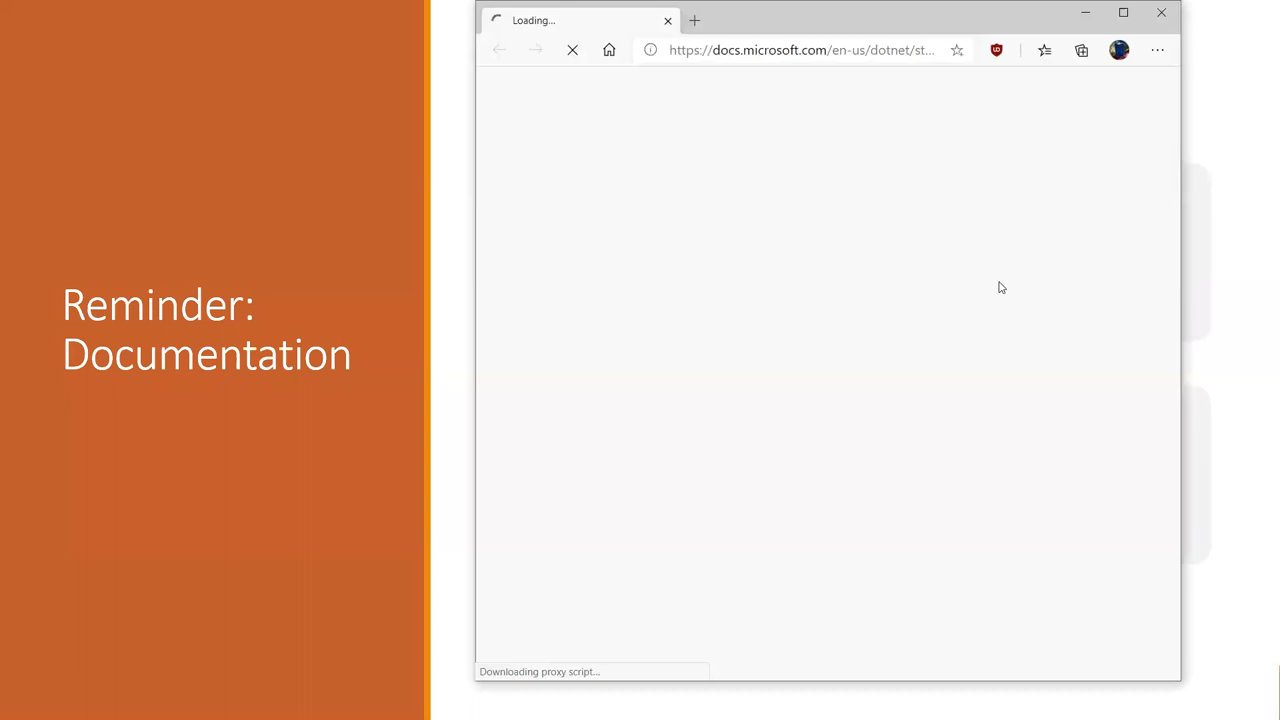 Reminder:
Documentation
Loading...
https://docs.microsoft.com/en-us/dotnet/st...
Downloading proxy script...